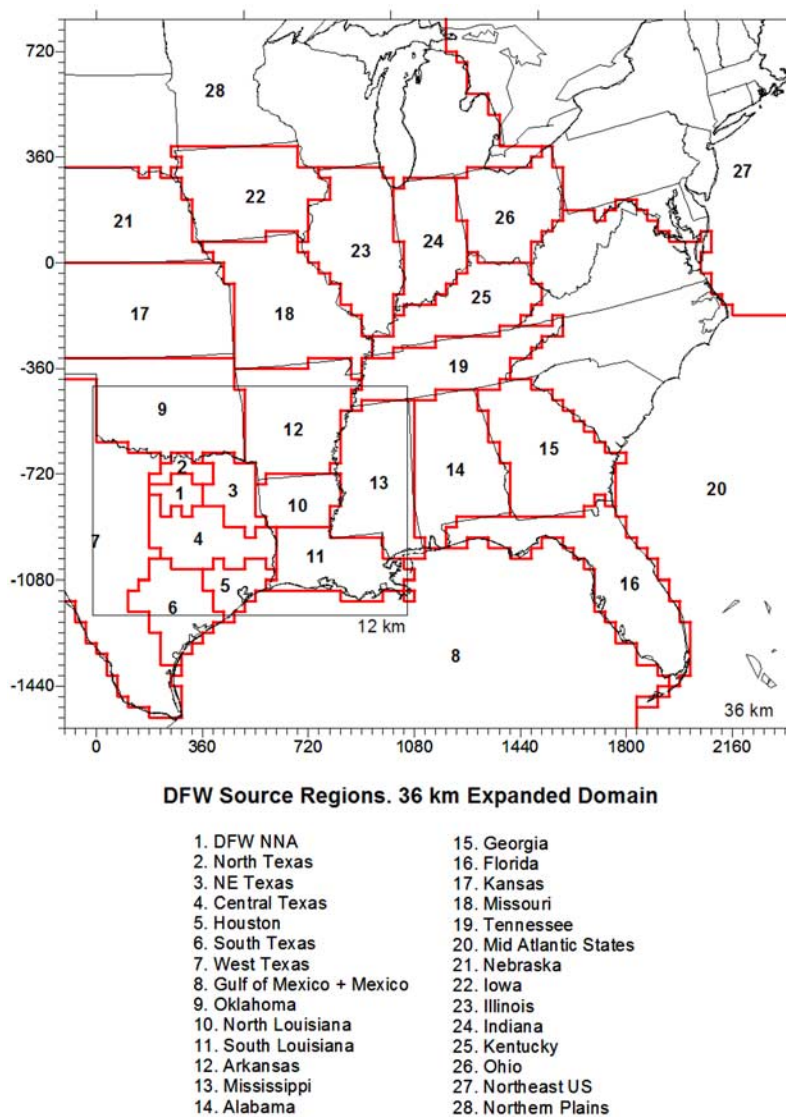 720
360
0
-360
-720
-1080
-1440
28
27
22
21
26
24
23
25
17
18
19
9
12
15
2
1
3
13
14
20
10
4
7
11
5
16
6
12 km
8
36 km
0 360 720 1080 1440 1800 2160
DFW Source Regions. 36 km Expanded Domain
1. DFW NNA
2. North Texas
3. NE Texas
4. Central Texas
5. Houston
6. South Texas
7. West Texas
8. Gulf of Mexico + Mexico
9. Oklahoma
10. North Louisiana
11. South Louisiana
12. Arkansas
13. Mississippi
14. Alabama
15. Georgia
16. Florida
17. Kansas
18. Missouri
19. Tennessee
20. Mid Atlantic States
21. Nebraska
22. Iowa
23. Illinois
24. Indiana
25. Kentucky
26. Ohio
27. Northeast US
28. Northern Plains